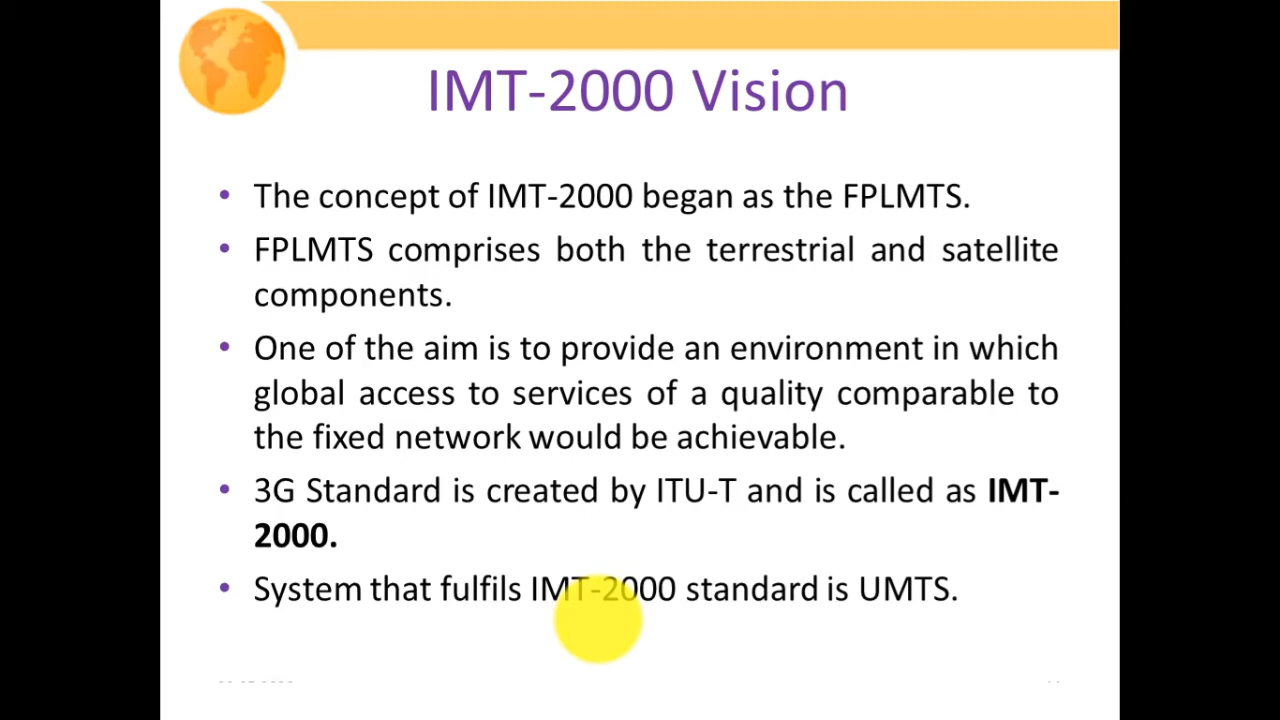 IMT-2000 Vision
• The concept of IMT-2000 began as the FPLMTS.
• FPLMTS comprises both the terrestrial and satellite
components.
• One of the aim is to provide an environment in which
global access to services of a quality comparable to
the fixed network would be achievable.
• 3G Standard is created by ITU-T and is called as IMT-
2000.
• System that fulfils IMT-2000 standard is UMTS.